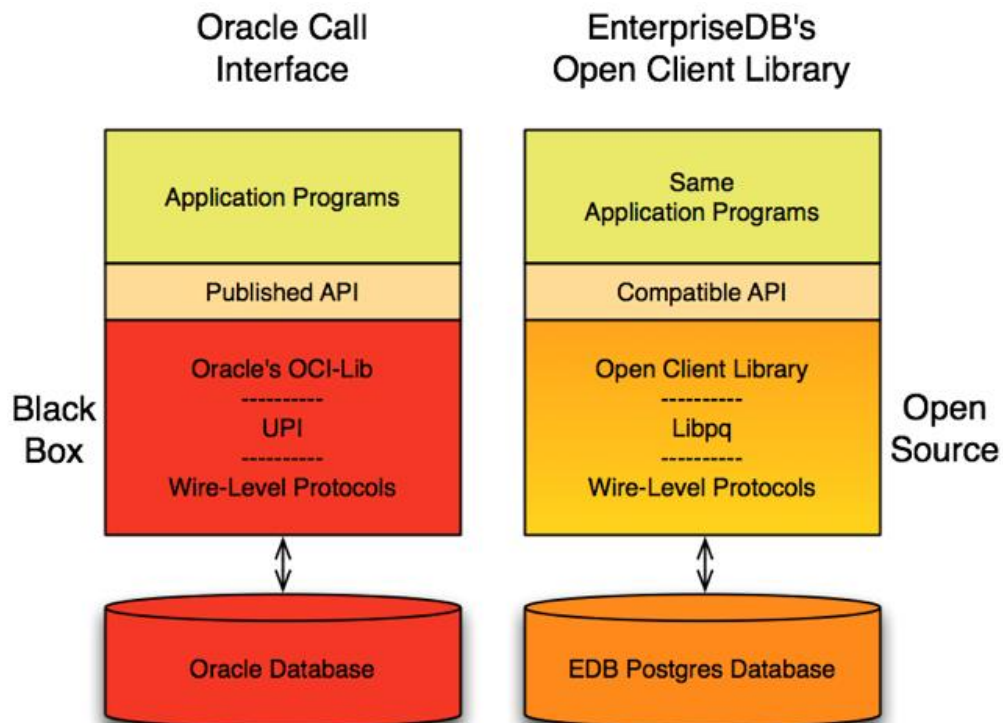 Oracle Call
Interface
EnterpriseDB's
Open Client Library
Application Programs
Same
Application Programs
Published API
Compatible API
Black
Box
Oracle's OCI-Lib
----------
UPI
----------
Wire-Level Protocols
Open Client Library
----------
Libpq
----------
Wire-Level Protocols
Open
Source
Oracle Database
EDB Postgres Database